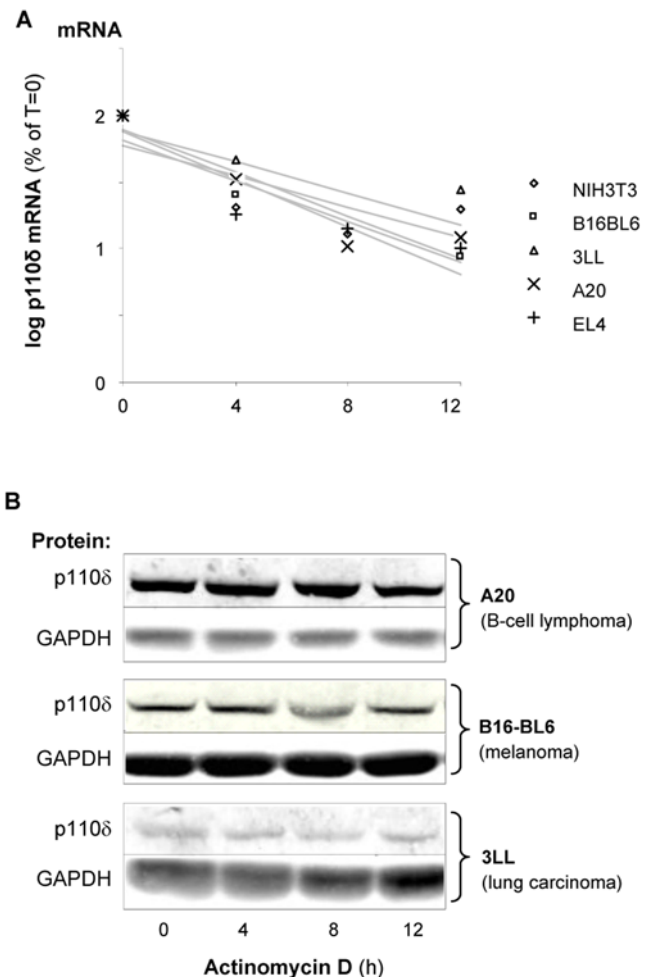 A
mRNA
log p110δ mRNA (% of T=0)
2
1
0
0 4 8 12
NIH3T3
B16BL6
3LL
A20
EL4
B
Protein:
p110δ
GAPDH
A20
(B-cell lymphoma)
p110δ
GAPDH
B16-BL6
(melanoma)
p110δ
GAPDH
3LL
(lung carcinoma)
0 4 8 12
Actinomycin D (h)